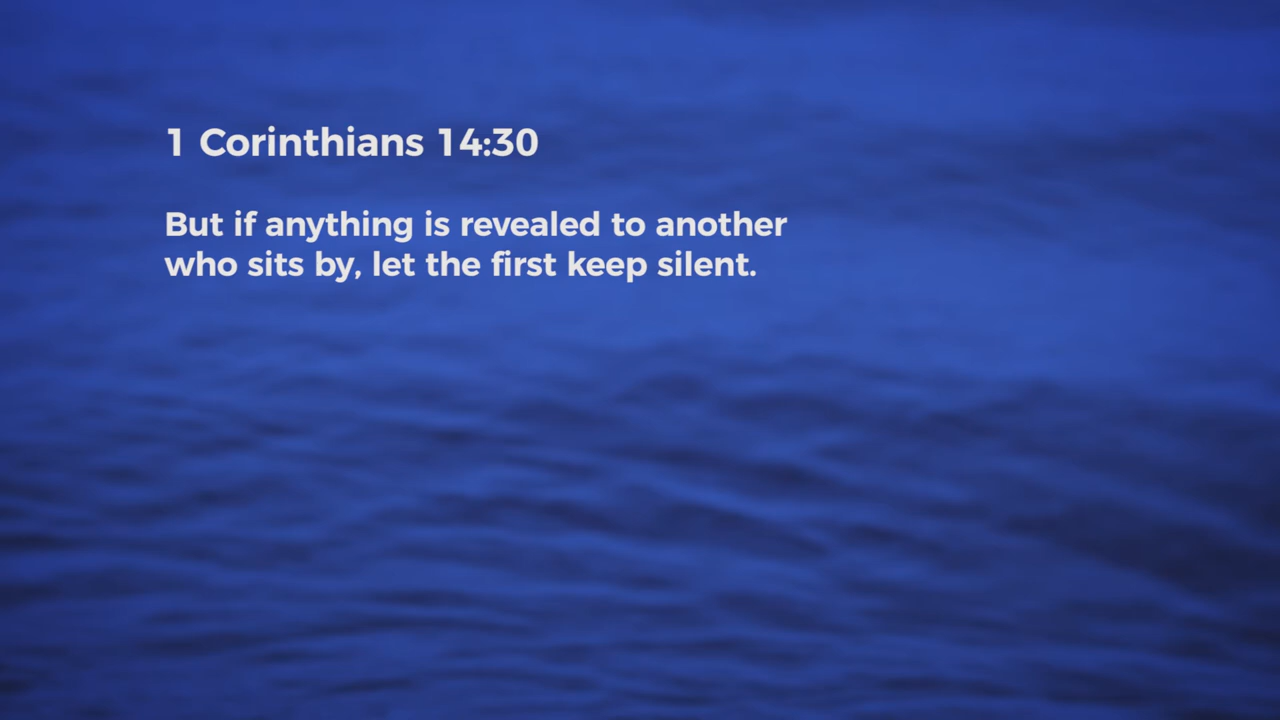 1 Corinthians 14:30
But if anything is revealed to another
who sits by, let the first keep silent.